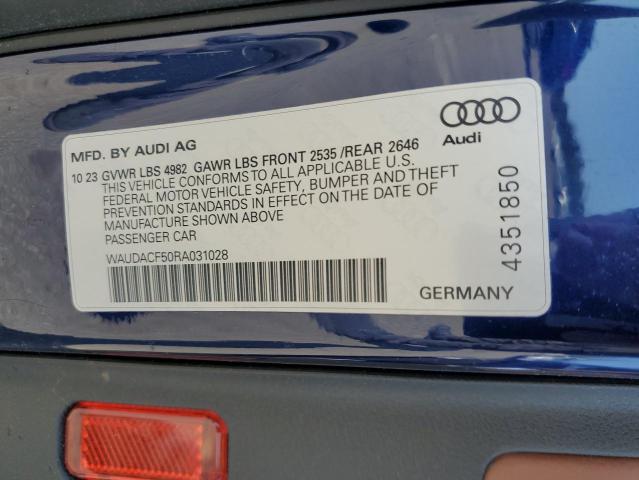 MFD. BY AUDI AG
10 23 GVWR LBS 4982 GAWR LBS FRONT 2535 /REAR 2646
THIS VEHICLE CONFORMS TO ALL APPLICABLE U.S.
FEDERAL MOTOR VEHICLE SAFETY, BUMPER AND THEFT
PREVENTION STANDARDS IN EFFECT ON THE DATE OF
MANUFACTURE SHOWN ABOVE
PASSENGER CAR
WAUDACF50RA031028
Audi
4351850
GERMANY